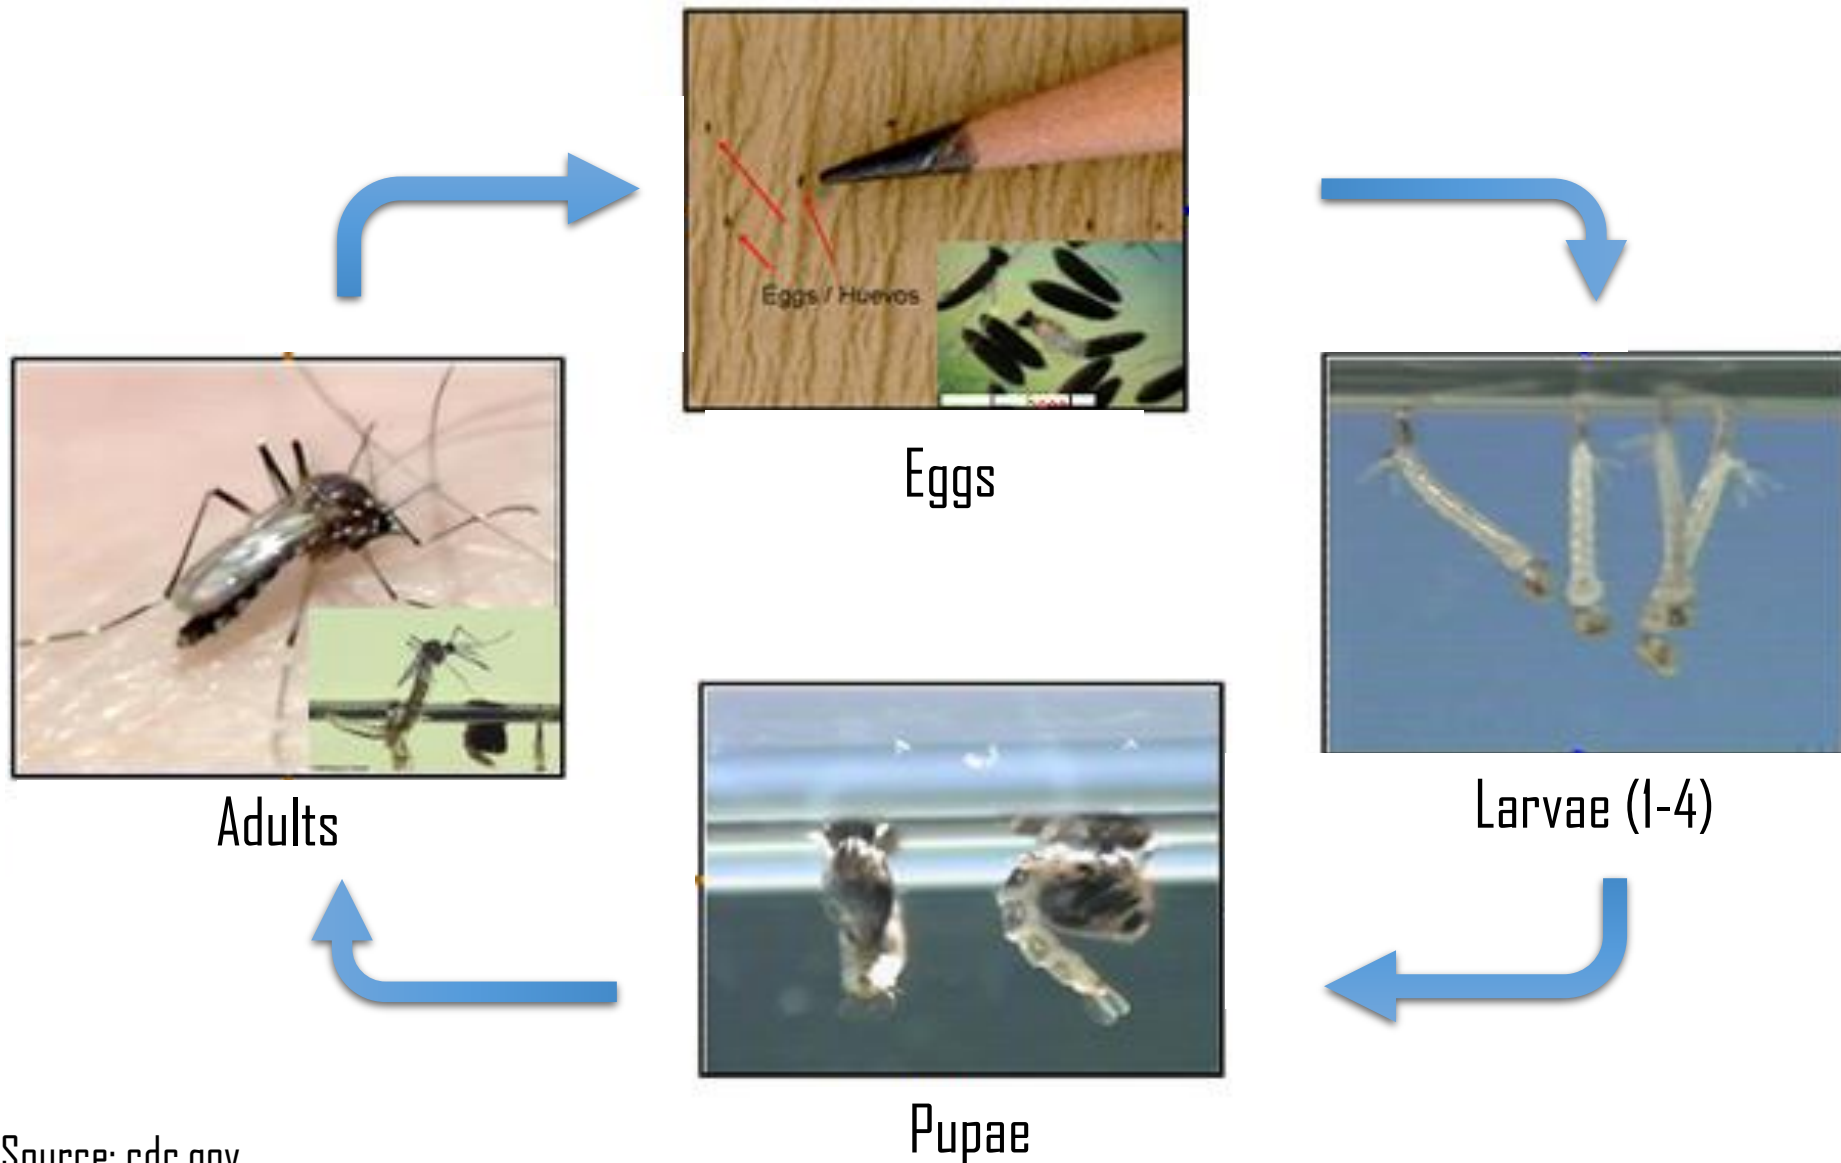 Eggs / Huevos
Eggs
Larvae (1-4)
Adults
Pupae
Source: cdc.gov